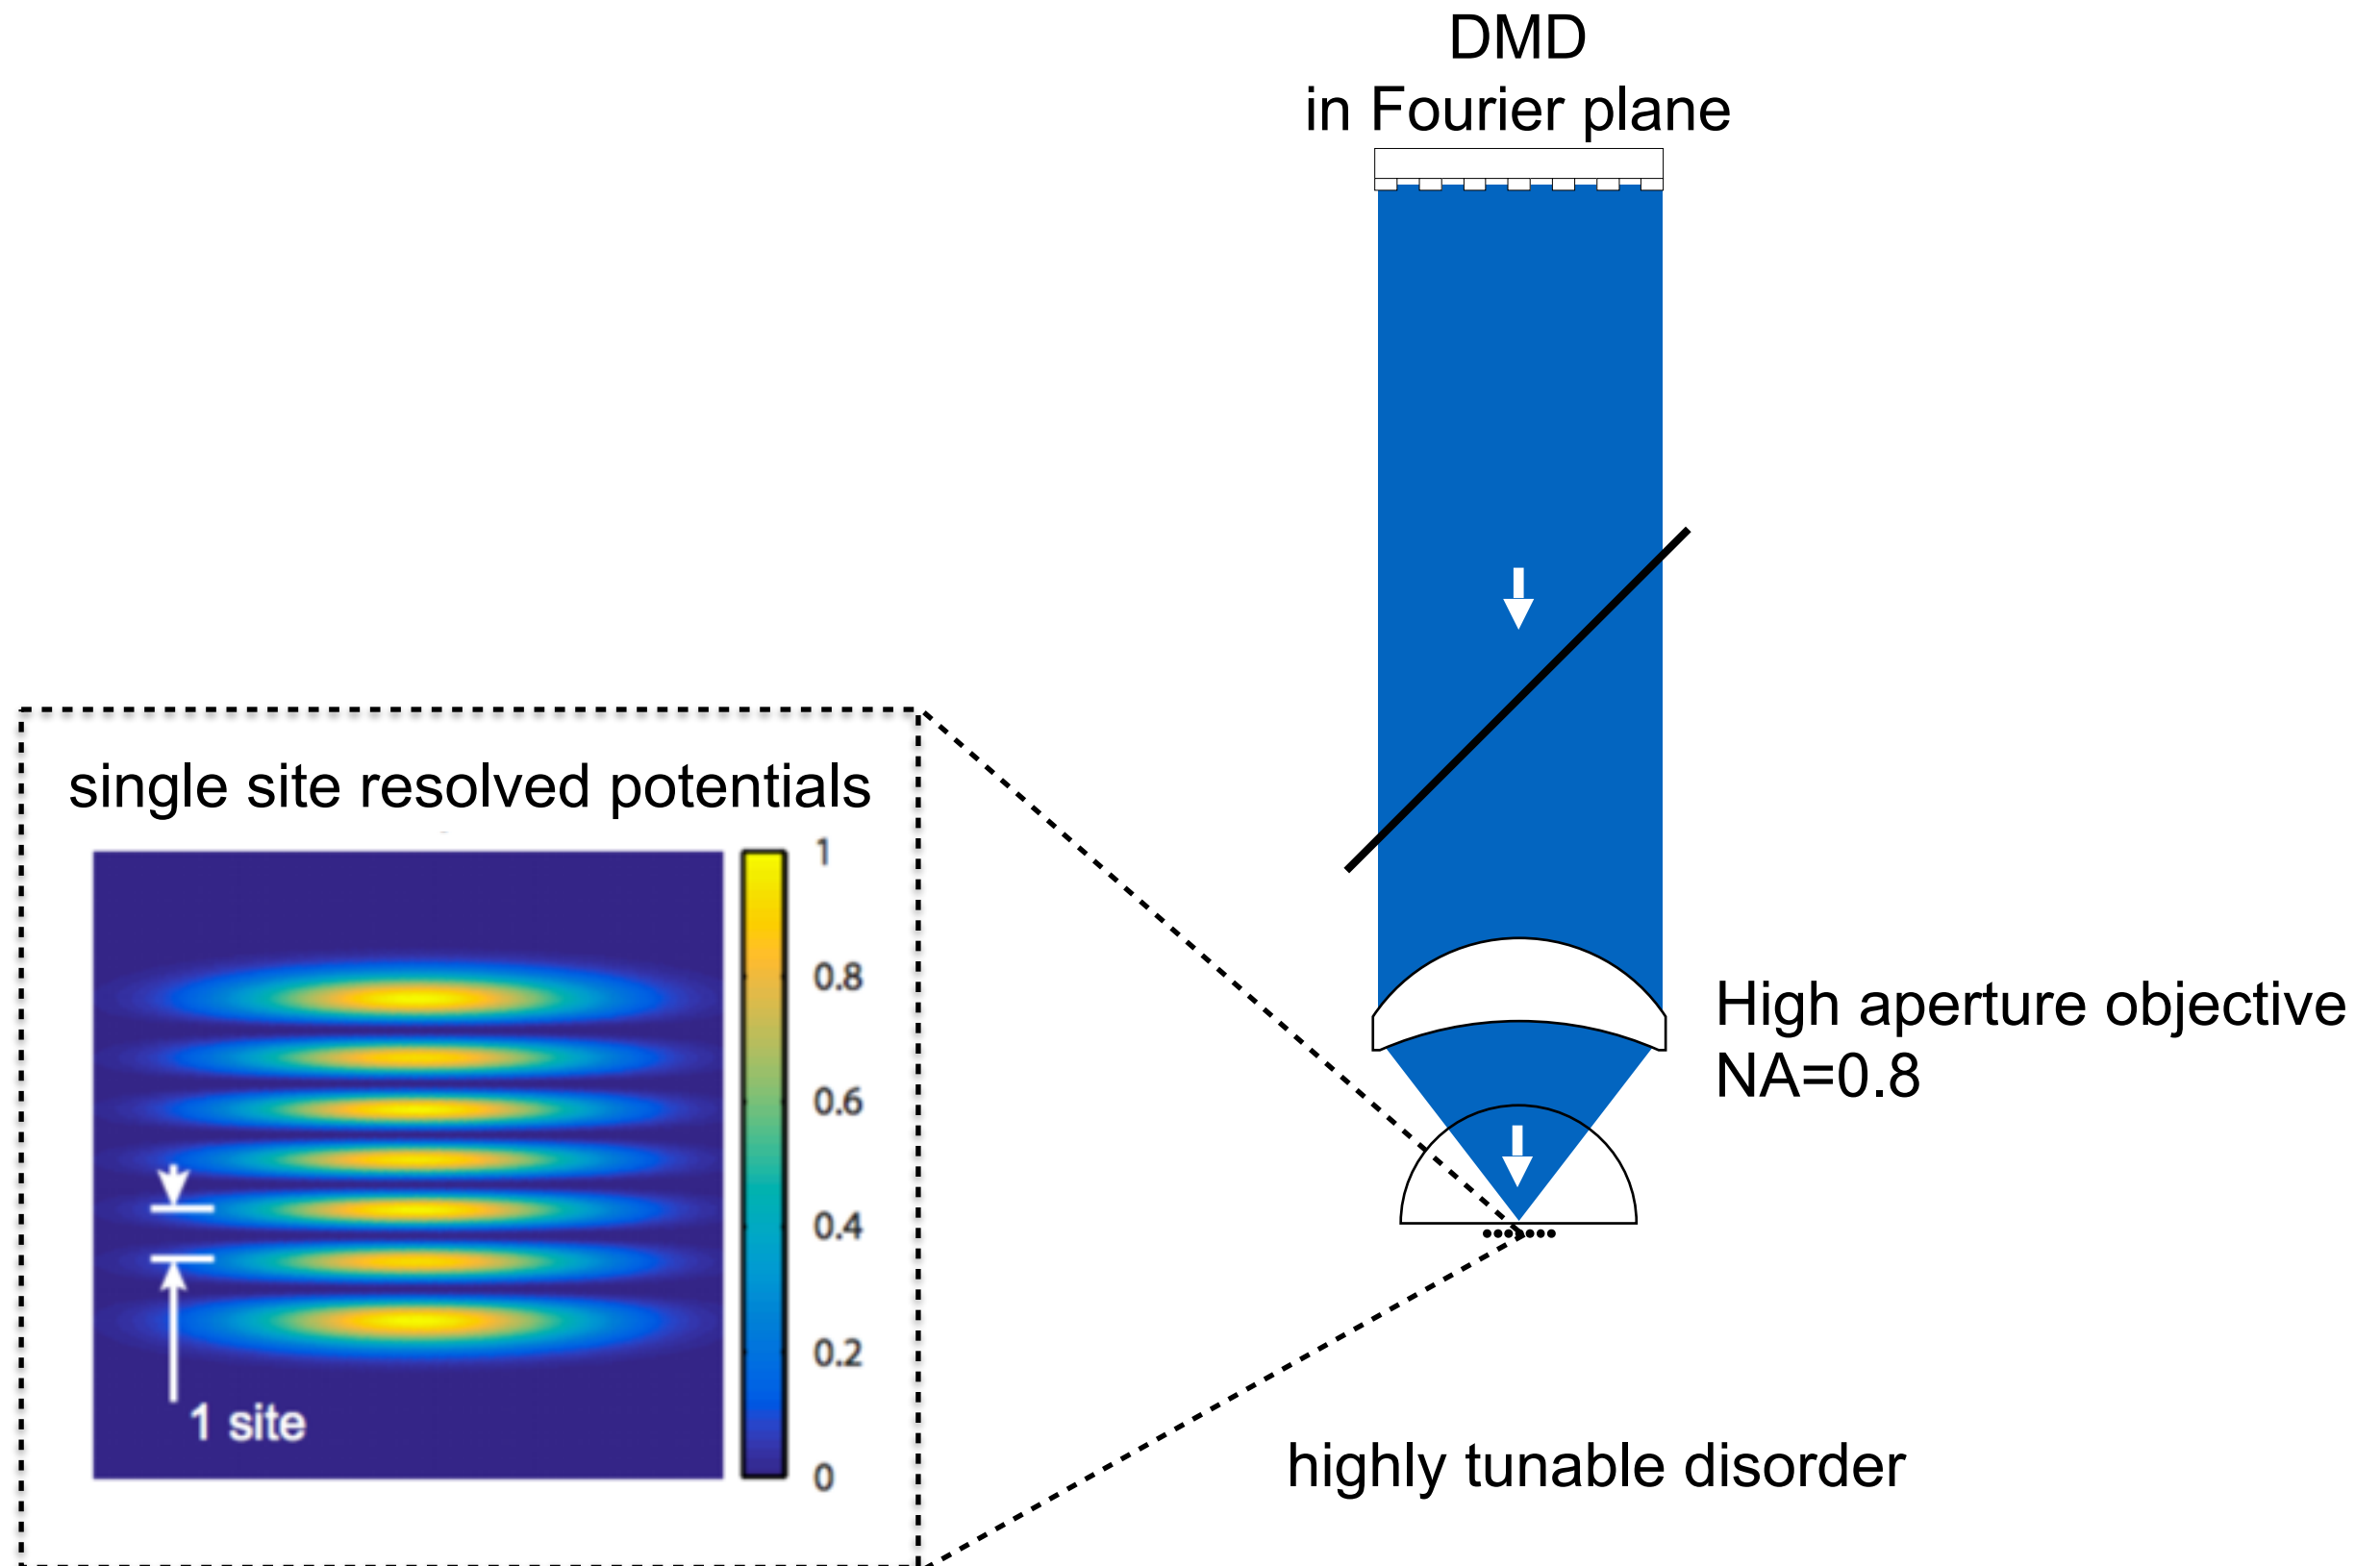 DMD
in Fourier plane
single site resolved potentials
1
0.8
0.6
0.4
0.2
0
1 site
High aperture objective
NA=0.8
highly tunable disorder